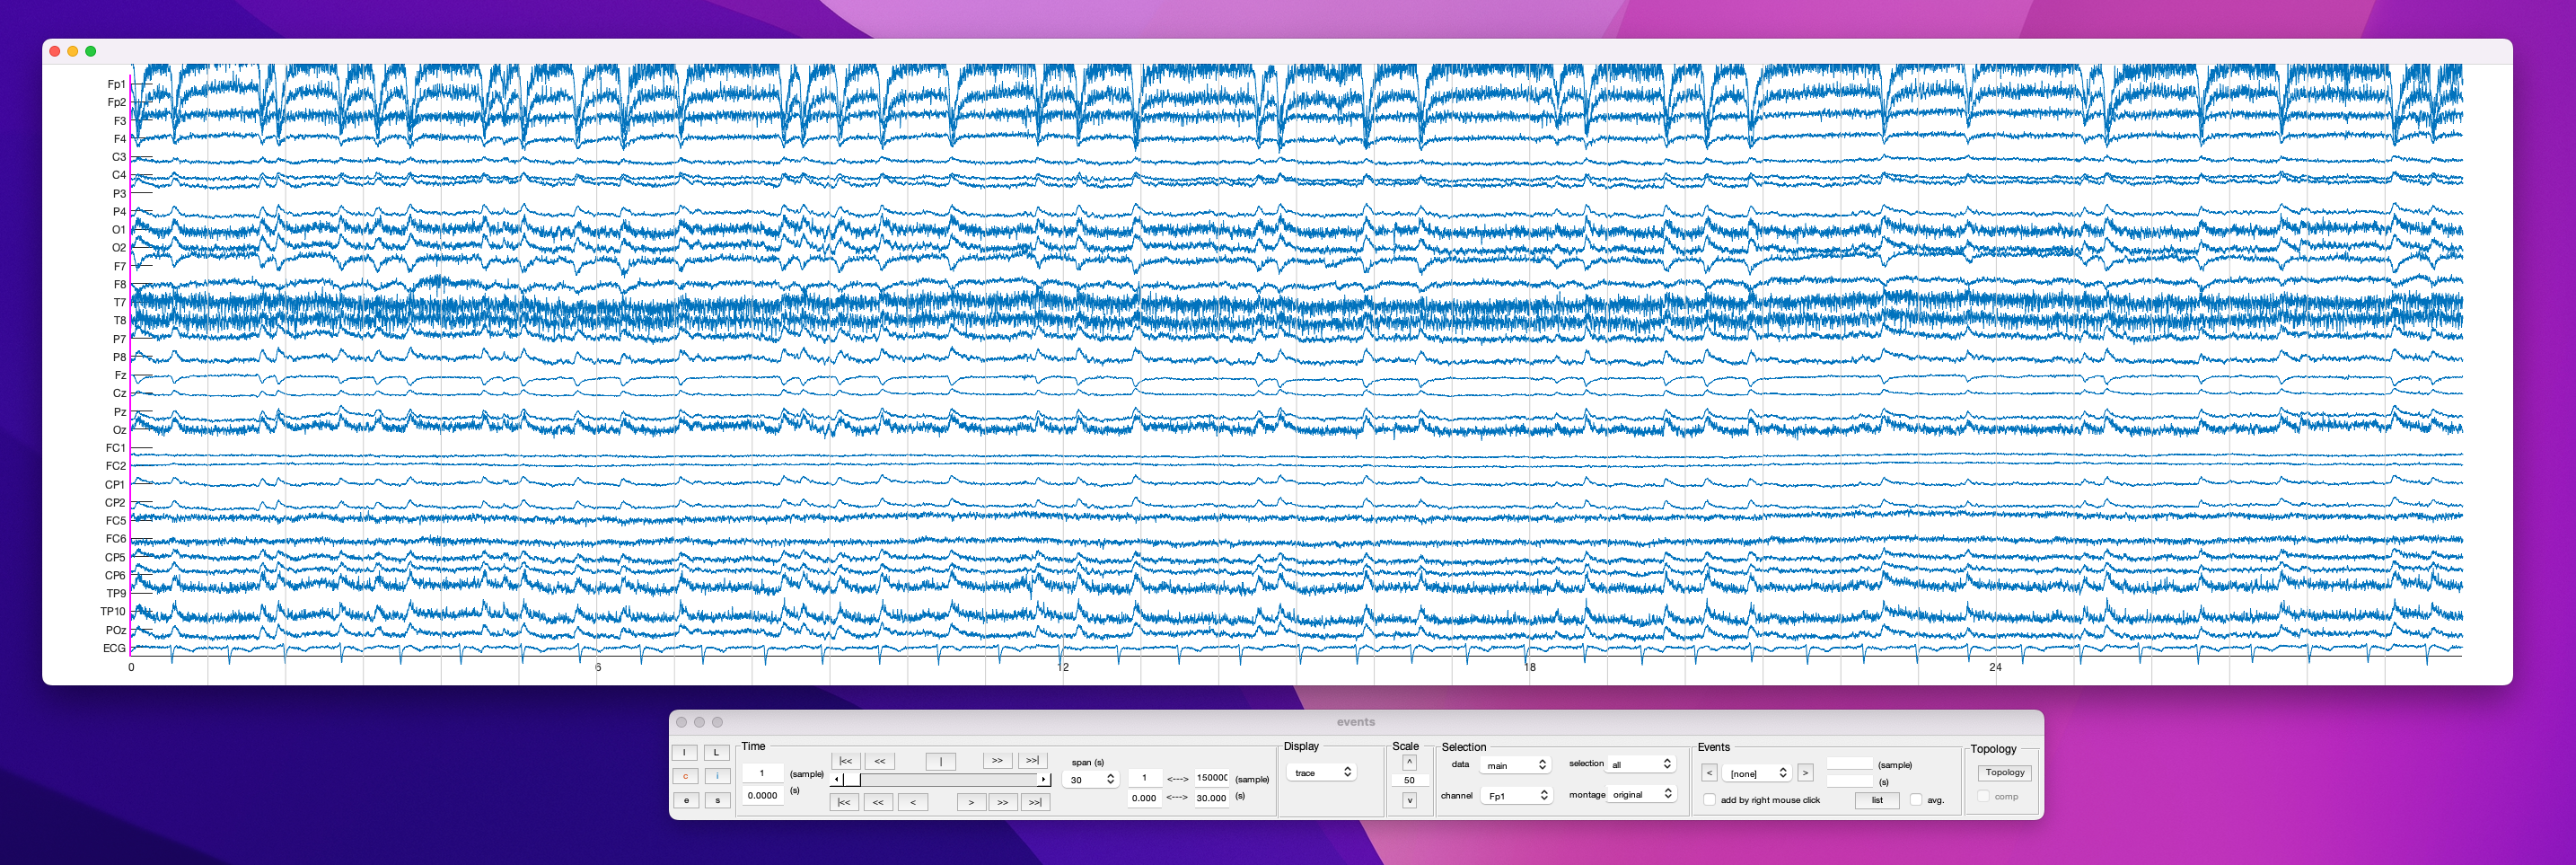 Fp1
Fp2
F3
F4
C3
C4
P3
P4
O1
O2
F7
F8
T7
T8
P7
P8
Fz
Cz
Pz
Oz
FC1
FC2
CP1
CP2
FC5
FC6
CP5
CP6
TP9
TP10
POz
ECG
0 6 12 18 24
events
I L
c i
e s
Time
1 (sample)
0.0000 (s)
|<< << | >> >>|
|<< << < > >> >>|
span (s)
30
1 <---> 15000 (sample)
0.000 <---> 30.000 (s)
Display
trace
Scale
^
50
v
Selection
data main selection all
channel Fp1 montage original
Events
< [none] > (sample)
(s)
add by right mouse click list avg.
Topology
Topology
comp